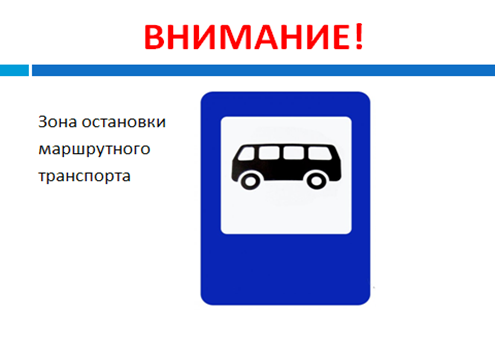 ВНИМАНИЕ!
Зона остановки
маршрутного
транспорта